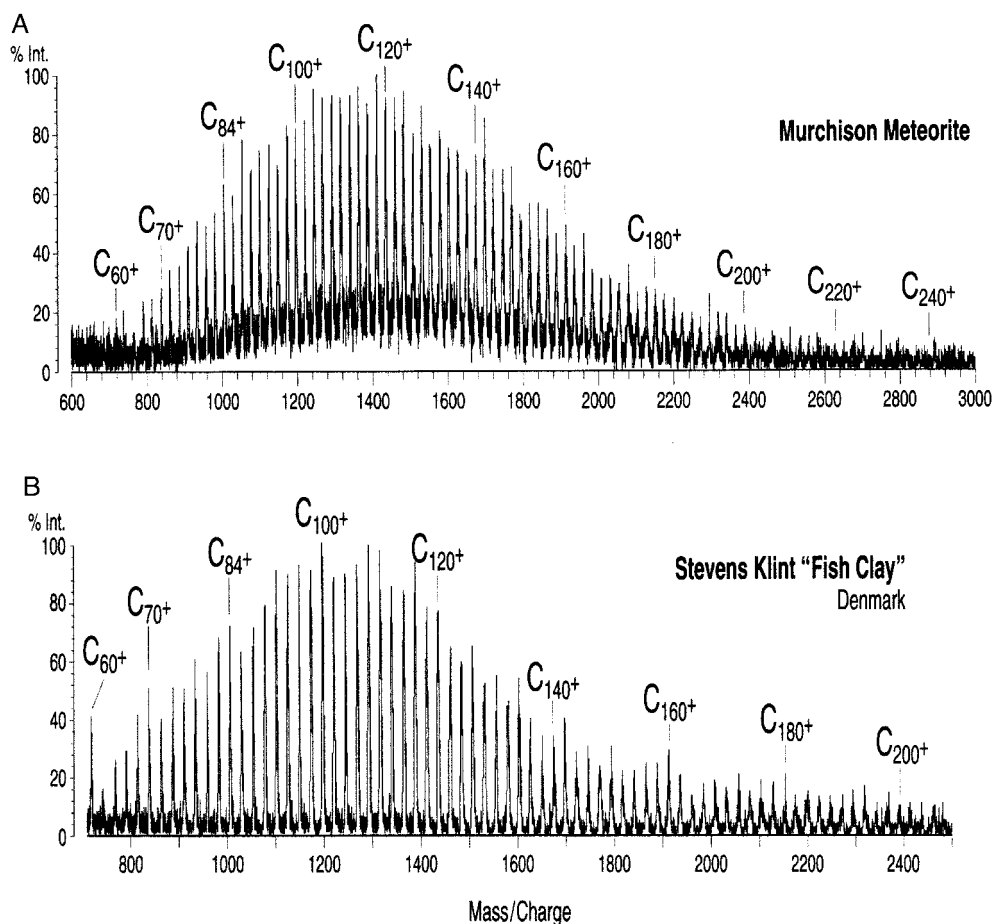 A
% Int.
C60+
C70+
C84+
C100+
C120+
C140+
C160+
C180+
C200+
C220+
C240+
Murchison Meteorite
100
80
60
40
20
0
600 800 1000 1200 1400 1600 1800 2000 2200 2400 2600 2800 3000
B
% Int.
C60+
C70+
C84+
C100+
C120+
C140+
C160+
C180+
C200+
Stevens Klint “Fish Clay”
Denmark
100
80
60
40
20
0
800 1000 1200 1400 1600 1800 2000 2200 2400
Mass/Charge